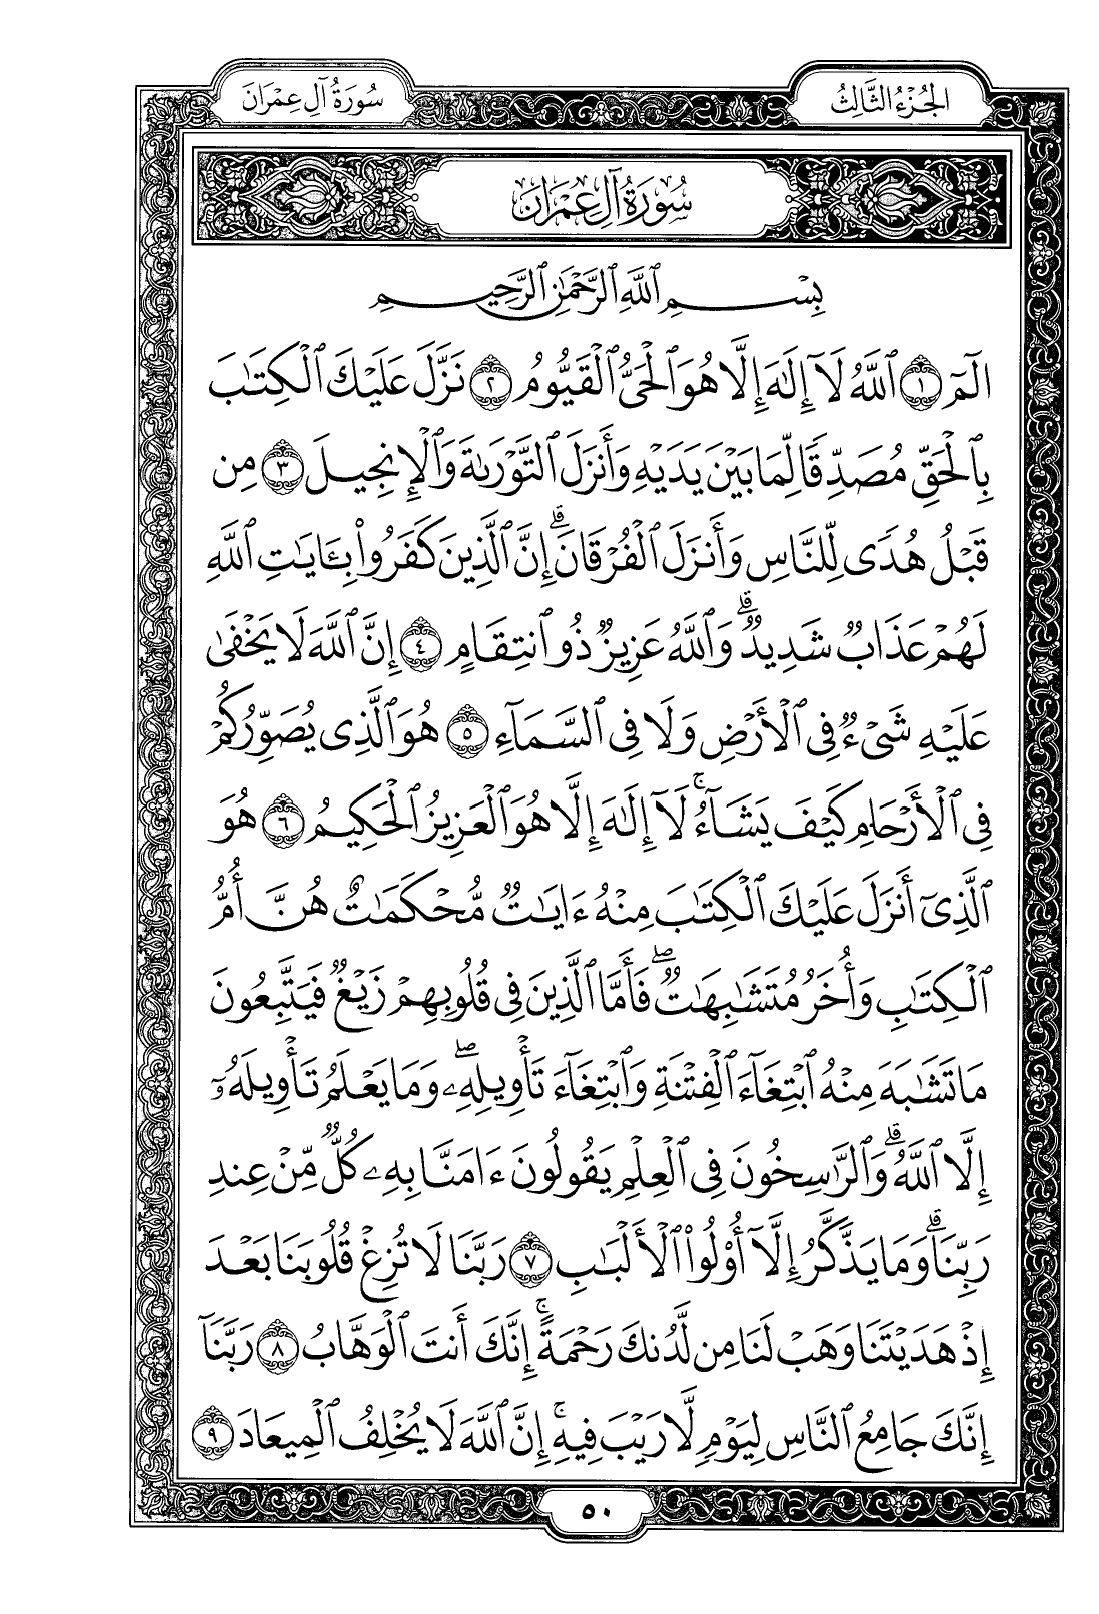 الجُزْءُ الثَّالِثُ
سُورَةُ آلِ عِمْرَانَ
سُورَةُ آلِ عِمْرَانَ
بِسْمِ ٱللَّهِ ٱلرَّحْمَٰنِ ٱلرَّحِيمِ
الٓمٓ ١ ٱللَّهُ لَآ إِلَٰهَ إِلَّا هُوَ ٱلْحَىُّ ٱلْقَيُّومُ ٢ نَزَّلَ عَلَيْكَ ٱلْكِتَٰبَ
بِٱلْحَقِّ مُصَدِّقًا لِّمَا بَيْنَ يَدَيْهِ وَأَنزَلَ ٱلتَّوْرَىٰةَ وَٱلْإِنجِيلَ ٣ مِن
قَبْلُ هُدًى لِّلنَّاسِ وَأَنزَلَ ٱلْفُرْقَانَ ۗ إِنَّ ٱلَّذِينَ كَفَرُوا۟ بِـَٔايَٰتِ ٱللَّهِ
لَهُمْ عَذَابٌ شَدِيدٌ ۗ وَٱللَّهُ عَزِيزٌ ذُو ٱنتِقَامٍ ٤ إِنَّ ٱللَّهَ لَا يَخْفَىٰ
عَلَيْهِ شَىْءٌ فِى ٱلْأَرْضِ وَلَا فِى ٱلسَّمَآءِ ٥ هُوَ ٱلَّذِى يُصَوِّرُكُمْ
فِى ٱلْأَرْحَامِ كَيْفَ يَشَآءُ ۚ لَآ إِلَٰهَ إِلَّا هُوَ ٱلْعَزِيزُ ٱلْحَكِيمُ ٦ هُوَ
ٱلَّذِىٓ أَنزَلَ عَلَيْكَ ٱلْكِتَٰبَ مِنْهُ ءَايَٰتٌ مُّحْكَمَٰتٌ هُنَّ أُمُّ
ٱلْكِتَٰبِ وَأُخَرُ مُتَشَٰبِهَٰتٌ ۖ فَأَمَّا ٱلَّذِينَ فِى قُلُوبِهِمْ زَيْغٌ فَيَتَّبِعُونَ
مَا تَشَٰبَهَ مِنْهُ ٱبْتِغَآءَ ٱلْفِتْنَةِ وَٱبْتِغَآءَ تَأْوِيلِهِۦ ۖ وَمَا يَعْلَمُ تَأْوِيلَهُۥٓ
إِلَّا ٱللَّهُ ۗ وَٱلرَّٰسِخُونَ فِى ٱلْعِلْمِ يَقُولُونَ ءَامَنَّا بِهِۦ كُلٌّ مِّنْ عِندِ
رَبِّنَا ۗ وَمَا يَذَّكَّرُ إِلَّآ أُو۟لُوا۟ ٱلْأَلْبَٰبِ ٧ رَبَّنَا لَا تُزِغْ قُلُوبَنَا بَعْدَ
إِذْ هَدَيْتَنَا وَهَبْ لَنَا مِن لَّدُنكَ رَحْمَةً ۚ إِنَّكَ أَنتَ ٱلْوَهَّابُ ٨ رَبَّنَآ
إِنَّكَ جَامِعُ ٱلنَّاسِ لِيَوْمٍ لَّا رَيْبَ فِيهِ ۚ إِنَّ ٱللَّهَ لَا يُخْلِفُ ٱلْمِيعَادَ ٩
٥٠